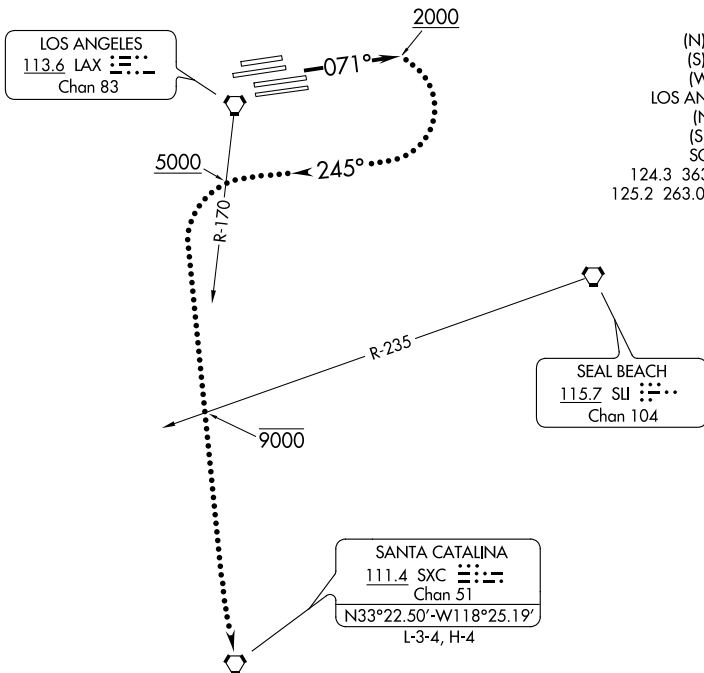 2000
LOS ANGELES
113.6 LAX
Chan 83
071°
5000
245°
R-170
(N)
(S)
(W
LOS AN
(N
(S
SO
124.3 363
125.2 263.0
R-235
SEAL BEACH
115.7 SLI
Chan 104
9000
SANTA CATALINA
111.4 SXC
Chan 51
N33°22.50'-W118°25.19'
L-3-4, H-4